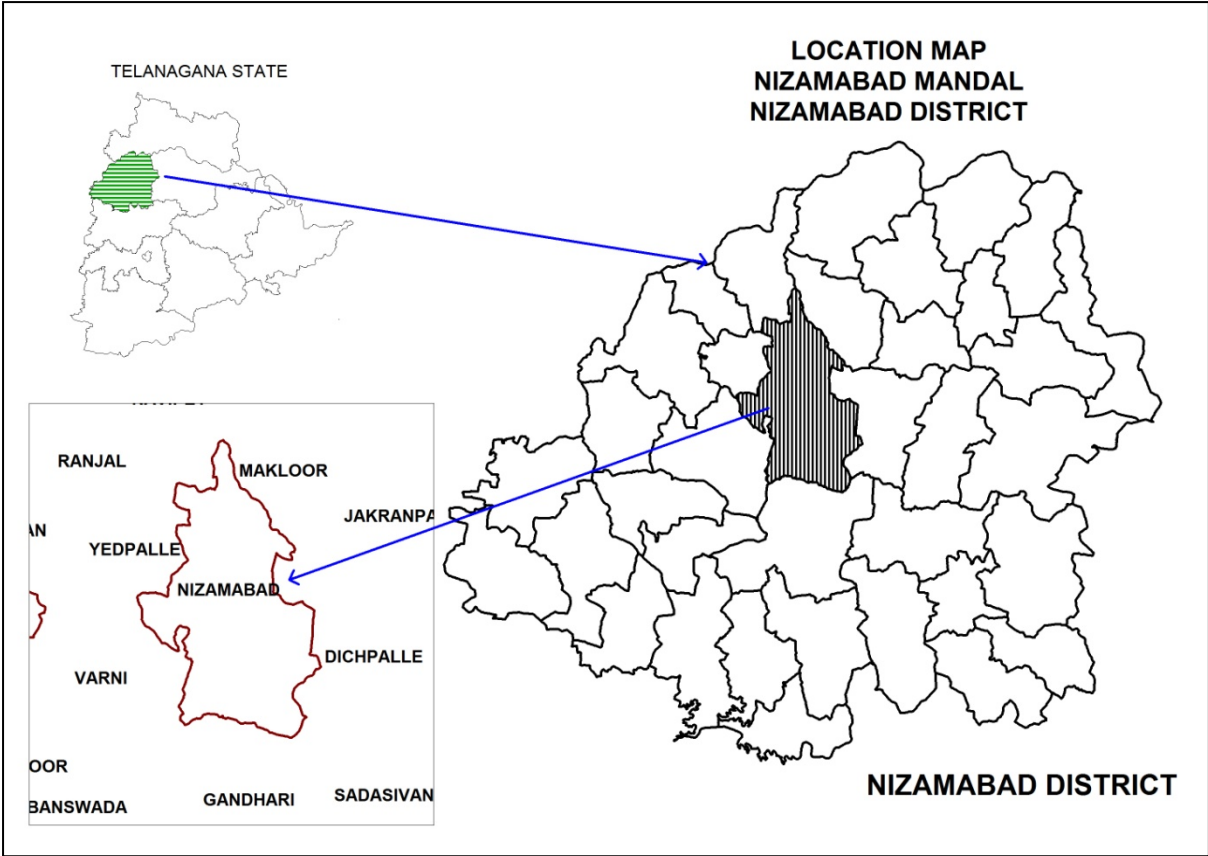 TELANAGANA STATE
LOCATION MAP
NIZAMABAD MANDAL
NIZAMABAD DISTRICT
RANJAL
MAKLOOR
JAKRANPA
AN
YEDPALLE
NIZAMABAD
DICHPALLE
VARNI
OOR
BANSWADA
GANDHARI
SADASIVAN
NIZAMABAD DISTRICT